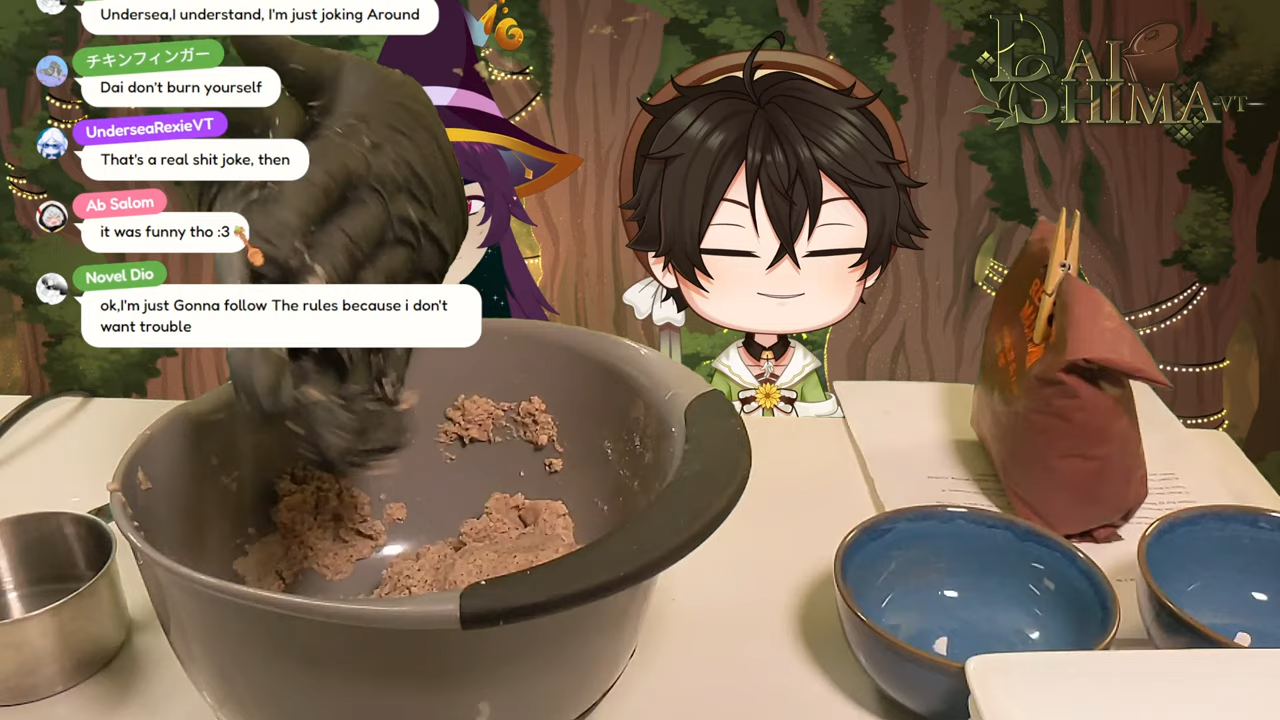 Undersea,I understand, I'm just joking Around
チキンフィンガー
Dai don't burn yourself
UnderseaRexieVT
That's a real shit joke, then
Ab Salom
it was funny tho :3
Novel Dio
ok,I'm just Gonna follow The rules because i don't
want trouble
DAI
SHIMA-VT-